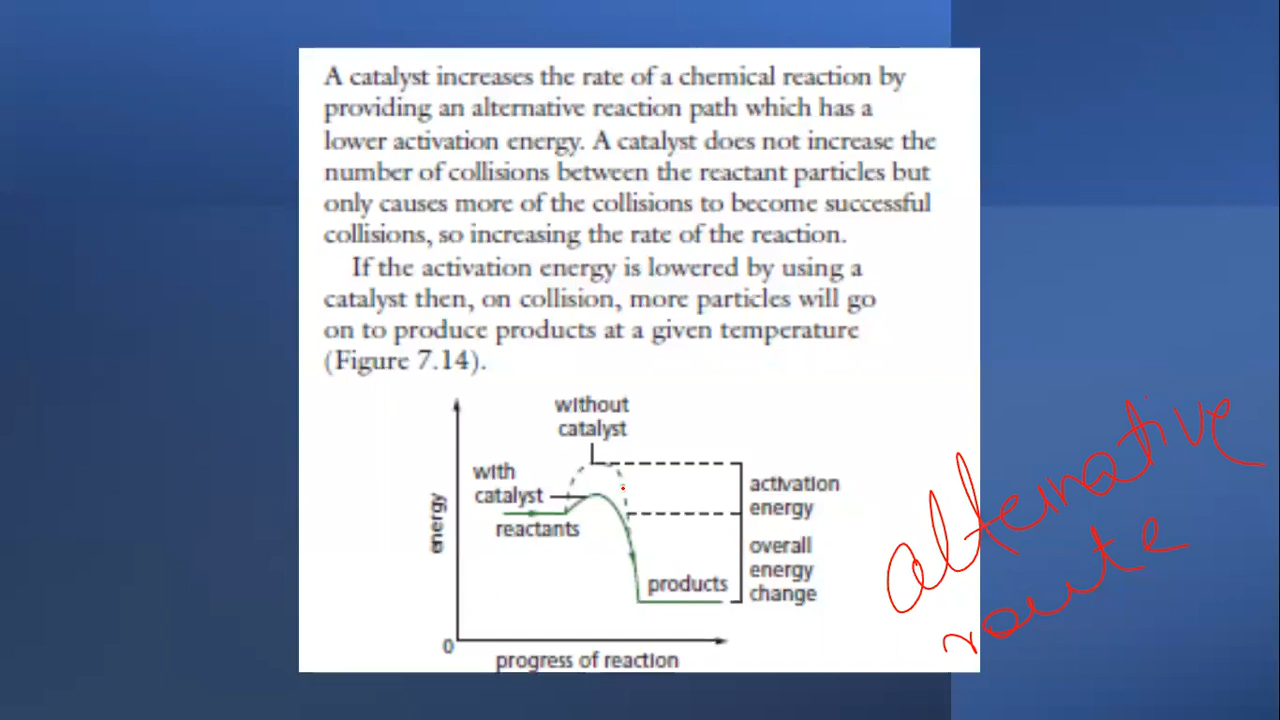 A catalyst increases the rate of a chemical reaction by
providing an alternative reaction path which has a
lower activation energy. A catalyst does not increase the
number of collisions between the reactant particles but
only causes more of the collisions to become successful
collisions, so increasing the rate of the reaction.
If the activation energy is lowered by using a
catalyst then, on collision, more particles will go
on to produce products at a given temperature
(Figure 7.14).
without
catalyst
with
catalyst
reactants
energy
activation
energy
overall
energy
change
products
0
progress of reaction
alternative
route